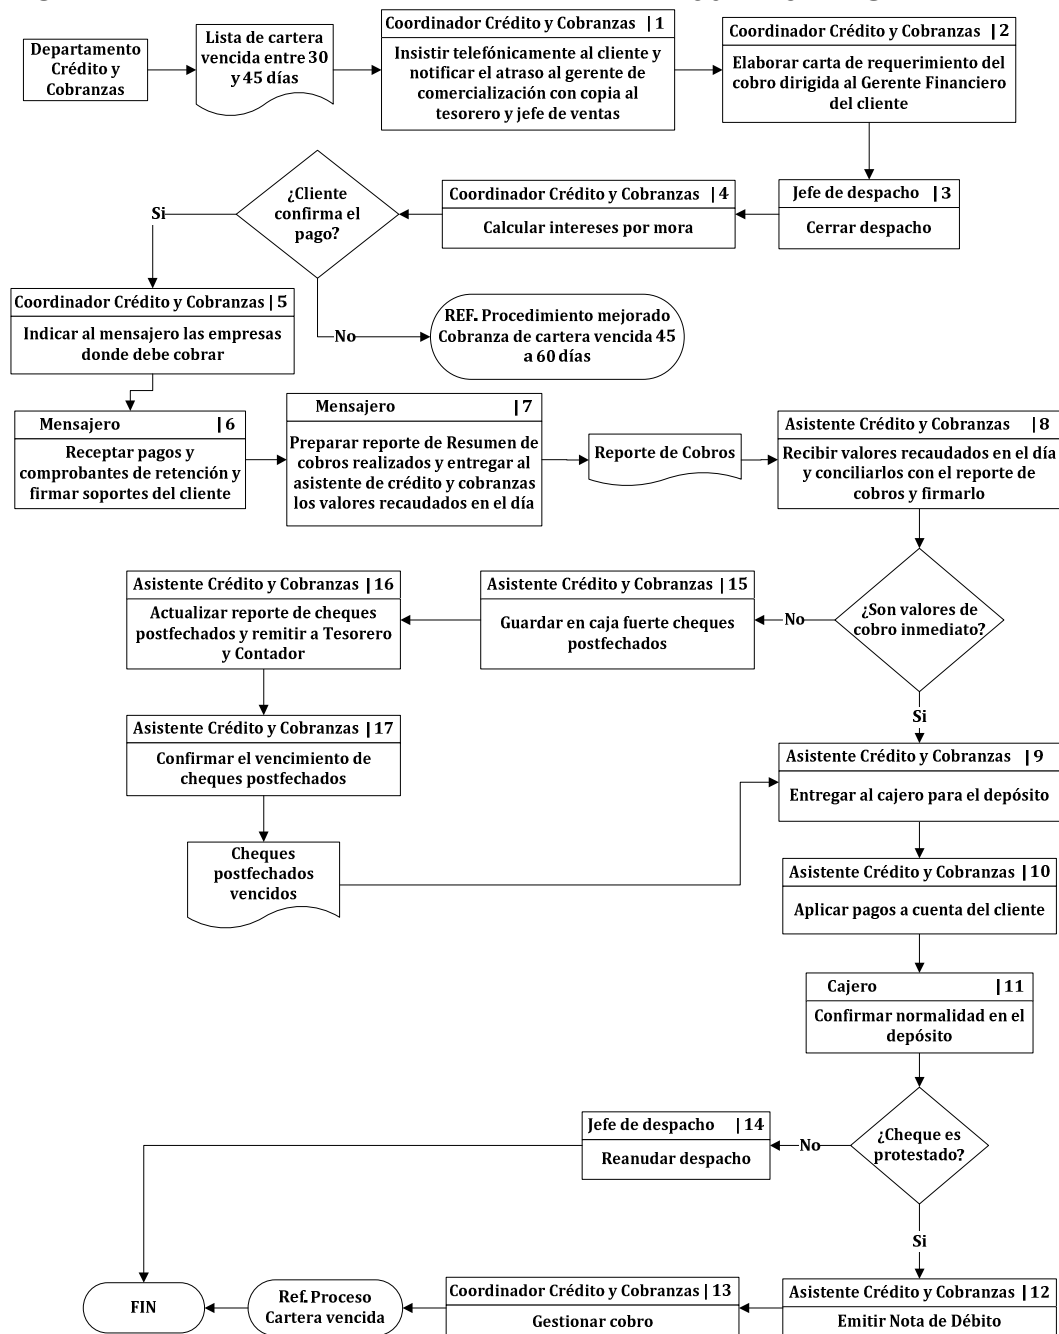 Departamento
Crédito y
Cobranzas
Lista de cartera
vencida entre 30
y 45 días
Coordinador Crédito y Cobranzas |1
Insistir telefónicamente al cliente y
notificar el atraso al gerente de
comercialización con copia al
tesorero y jefe de ventas
Coordinador Crédito y Cobranzas |2
Elaborar carta de requerimiento del
cobro dirigida al Gerente Financiero
del cliente
Jefe de despacho |3
Cerrar despacho
Coordinador Crédito y Cobranzas |4
Calcular intereses por mora
¿Cliente
confirma el
pago?
Si
No
REF. Procedimiento mejorado
Cobranza de cartera vencida 45
a 60 días
Coordinador Crédito y Cobranzas |5
Indicar al mensajero las empresas
donde debe cobrar
Mensajero |6
Receptar pagos y
comprobantes de retención y
firmar soportes del cliente
Mensajero |7
Preparar reporte de Resumen de
cobros realizados y entregar al
asistente de crédito y cobranzas
los valores recaudados en el día
Reporte de Cobros
Asistente Crédito y Cobranzas |8
Recibir valores recaudados en el día
y conciliarlos con el reporte de
cobros y firmarlo
¿Son valores de
cobro inmediato?
No
Si
Asistente Crédito y Cobranzas |15
Guardar en caja fuerte cheques
postfechados
Asistente Crédito y Cobranzas |16
Actualizar reporte de cheques
postfechados y remitir a Tesorero
y Contador
Asistente Crédito y Cobranzas |17
Confirmar el vencimiento de
cheques postfechados
Cheques
postfechados
vencidos
Asistente Crédito y Cobranzas |9
Entregar al cajero para el depósito
Asistente Crédito y Cobranzas |10
Aplicar pagos a cuenta del cliente
Cajero |11
Confirmar normalidad en el
depósito
¿Cheque es
protestado?
No
Si
Jefe de despacho |14
Reanudar despacho
Asistente Crédito y Cobranzas |12
Emitir Nota de Débito
Coordinador Crédito y Cobranzas |13
Gestionar cobro
Ref. Proceso
Cartera vencida
FIN